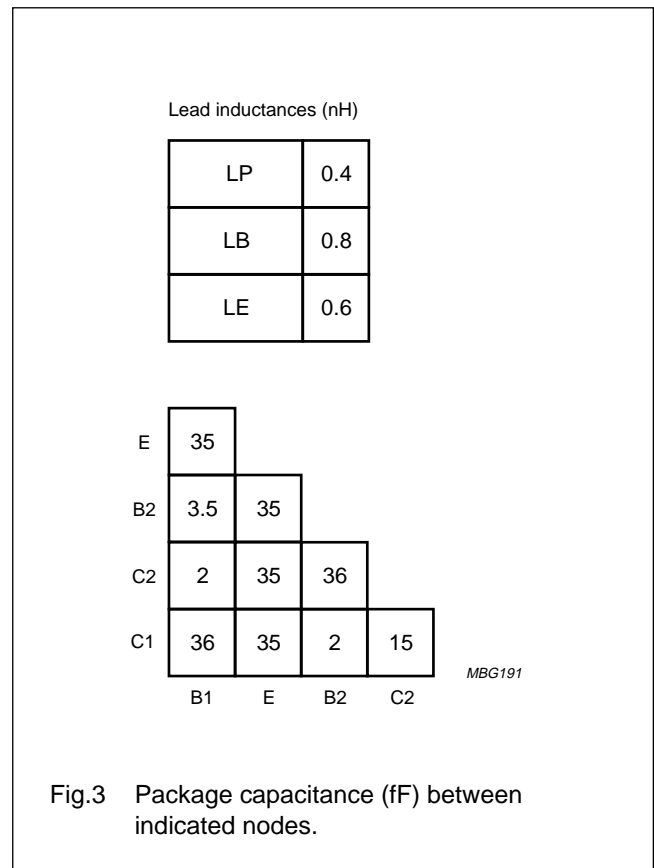 Lead inductances (nH)
LP 0.4
LB 0.8
LE 0.6
E 35
B2 3.5 35
C2 2 35 36
C1 36 35 2 15
MBG191
B1 E B2 C2
Fig.3 Package capacitance (fF) between
indicated nodes.